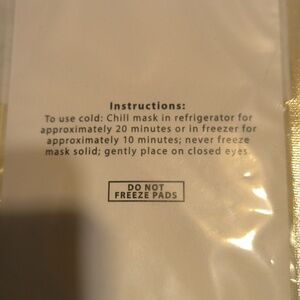 Instructions:
To use cold: Chill mask in refrigerator for
approximately 20 minutes or in freezer for
approximately 10 minutes; never freeze
mask solid; gently place on closed eyes.
DO NOT
FREEZE PADS